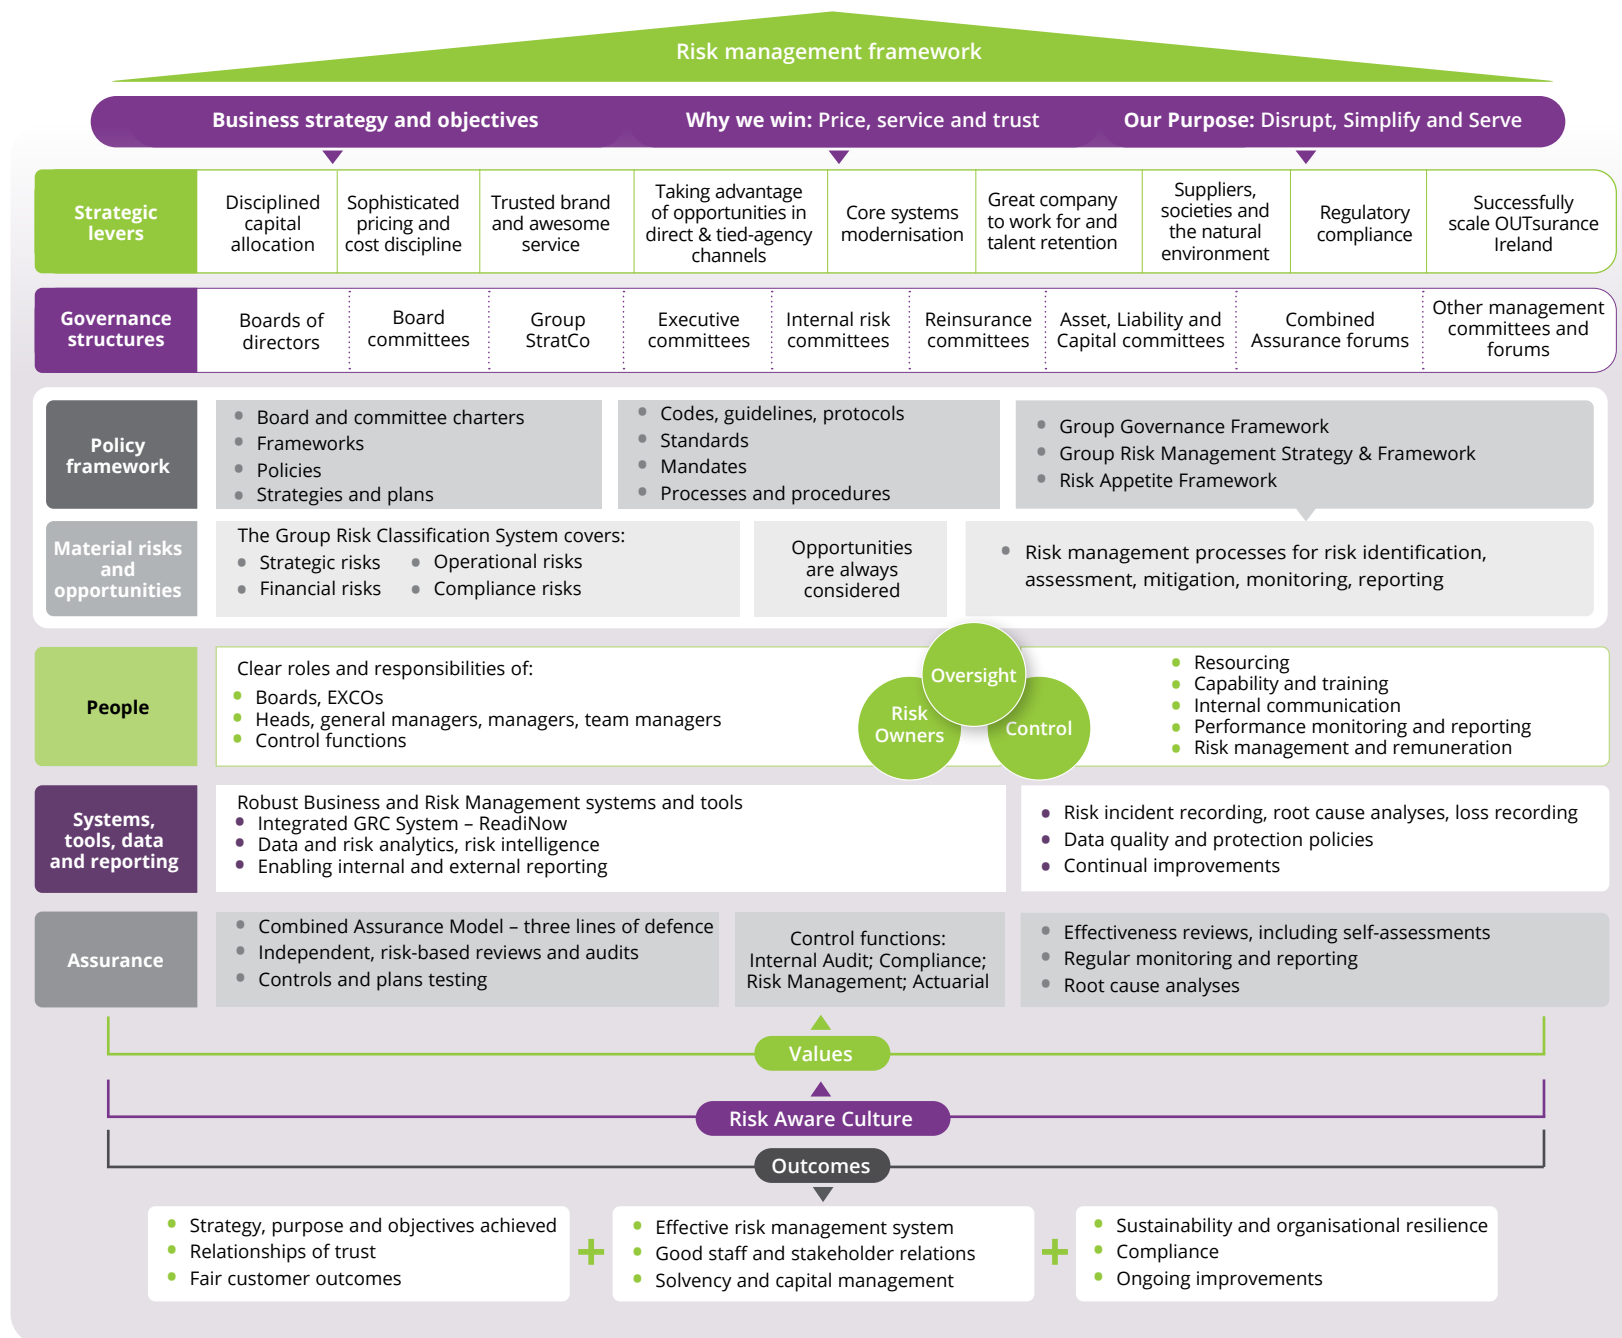 Risk management framework
Business strategy and objectives
Why we win: Price, service and trust
Our Purpose: Disrupt, Simplify and Serve
Strategic
levers
Disciplined
capital
allocation
Sophisticated
pricing and
cost discipline
Trusted brand
and awesome
service
Taking advantage
of opportunities in
direct & tied-agency
channels
Core systems
modernisation
Great company
to work for and
talent retention
Suppliers,
societies and
the natural
environment
Regulatory
compliance
Successfully
scale OUTsurance
Ireland
Governance
structures
Boards of
directors
Board
committees
Group
StratCo
Executive
committees
Internal risk
committees
Reinsurance
committees
Asset, Liability and
Capital committees
Combined
Assurance forums
Other management
committees and
forums
Policy
framework
• Board and committee charters
• Frameworks
• Policies
• Strategies and plans
• Codes, guidelines, protocols
• Standards
• Mandates
• Processes and procedures
• Group Governance Framework
• Group Risk Management Strategy & Framework
• Risk Appetite Framework
Material risks
and
opportunities
The Group Risk Classification System covers:
• Strategic risks
• Financial risks
• Operational risks
• Compliance risks
Opportunities
are always
considered
• Risk management processes for risk identification,
assessment, mitigation, monitoring, reporting
People
Clear roles and responsibilities of:
• Boards, EXCOs
• Heads, general managers, managers, team managers
• Control functions
Oversight
Risk
Owners
Control
• Resourcing
• Capability and training
• Internal communication
• Performance monitoring and reporting
• Risk management and remuneration
Systems,
tools, data
and reporting
Robust Business and Risk Management systems and tools
• Integrated GRC System – ReadiNow
• Data and risk analytics, risk intelligence
• Enabling internal and external reporting
• Risk incident recording, root cause analyses, loss recording
• Data quality and protection policies
• Continual improvements
Assurance
• Combined Assurance Model – three lines of defence
• Independent, risk-based reviews and audits
• Controls and plans testing
Control functions:
Internal Audit; Compliance;
Risk Management; Actuarial
• Effectiveness reviews, including self-assessments
• Regular monitoring and reporting
• Root cause analyses
Values
Risk Aware Culture
Outcomes
• Strategy, purpose and objectives achieved
• Relationships of trust
• Fair customer outcomes
+
• Effective risk management system
• Good staff and stakeholder relations
• Solvency and capital management
+
• Sustainability and organisational resilience
• Compliance
• Ongoing improvements